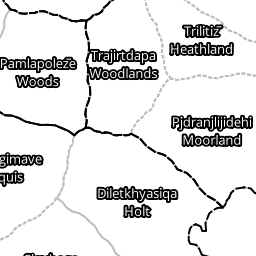 Trilitiz
Heathland
Pamlapoleze
Woods
Trajirtdapa
Woodlands
Pjdranjlijidehi
Moorland
gimave
quis
Diletkhyasiqa
Holt